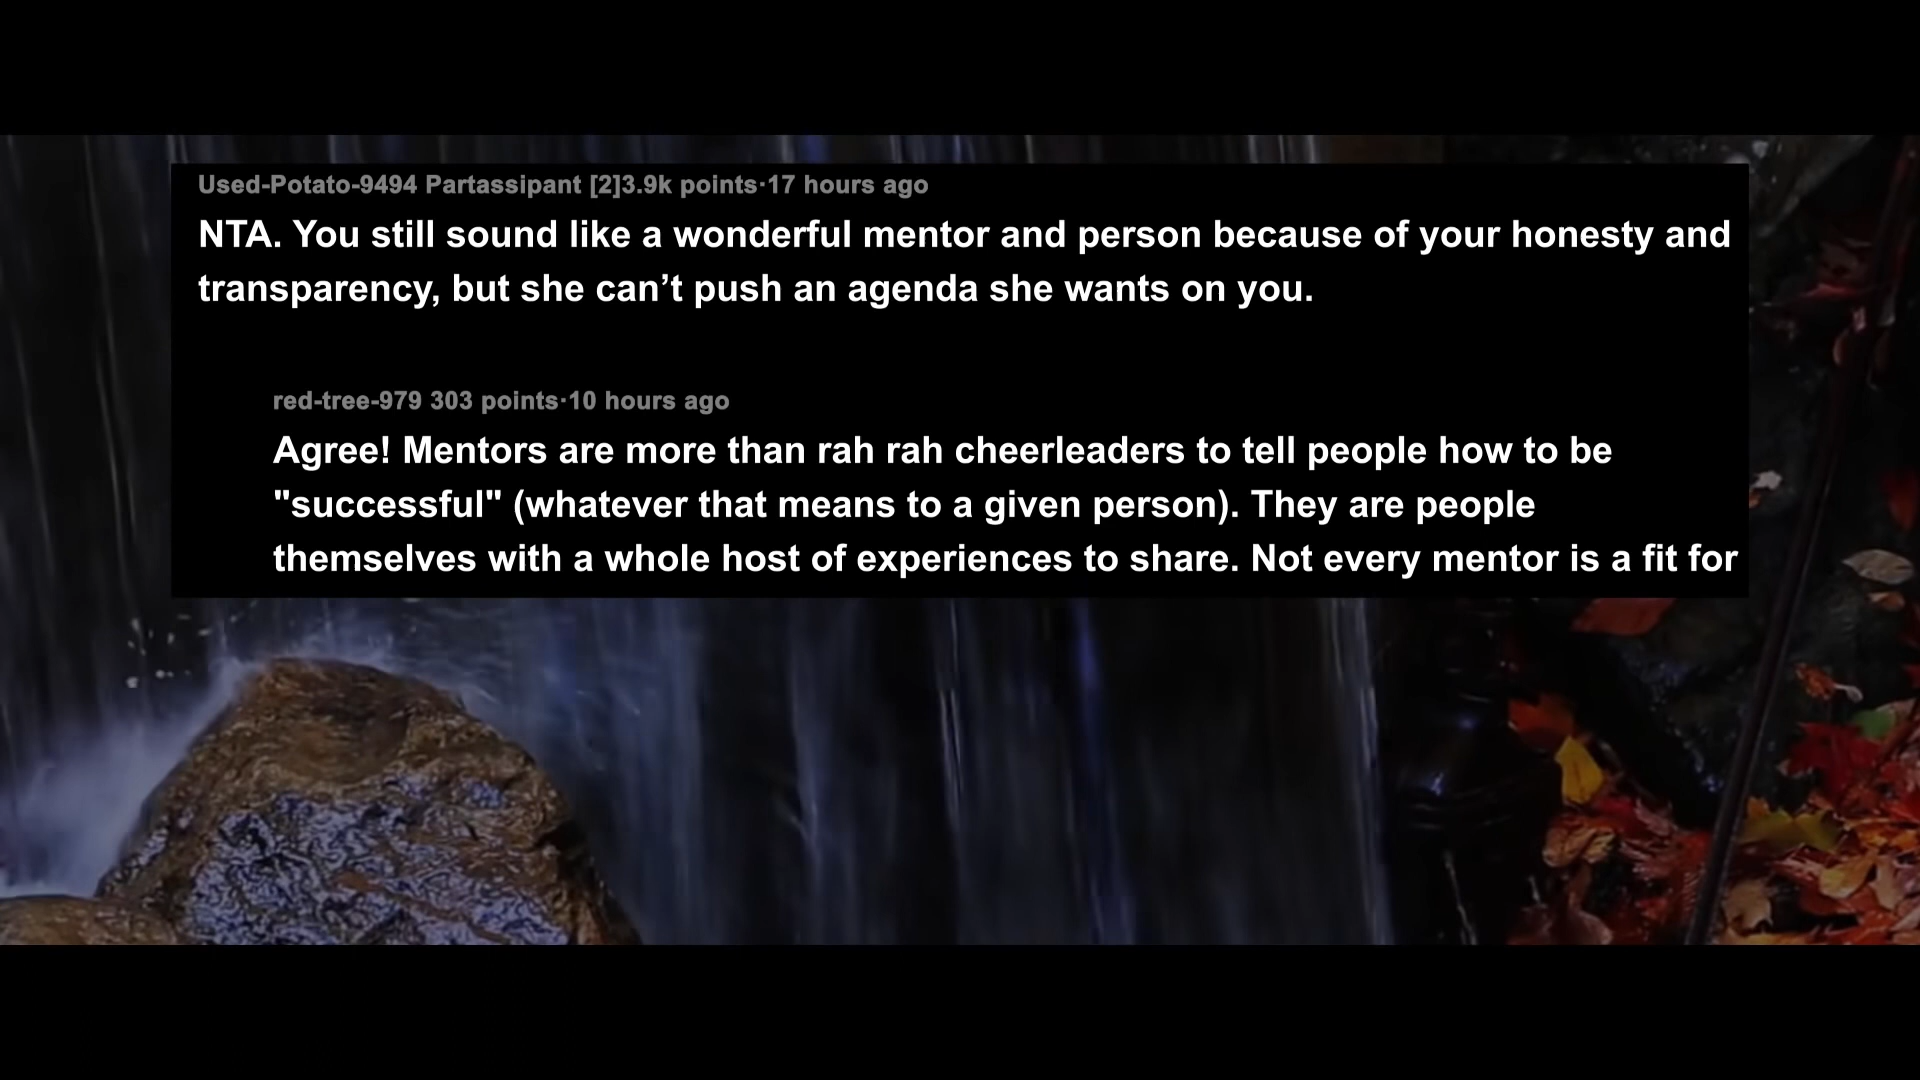 Used-Potato-9494 Partassipant [2]3.9k points·17 hours ago
NTA. You still sound like a wonderful mentor and person because of your honesty and
transparency, but she can’t push an agenda she wants on you.
red-tree-979 303 points·10 hours ago
Agree! Mentors are more than rah rah cheerleaders to tell people how to be
"successful" (whatever that means to a given person). They are people
themselves with a whole host of experiences to share. Not every mentor is a fit for